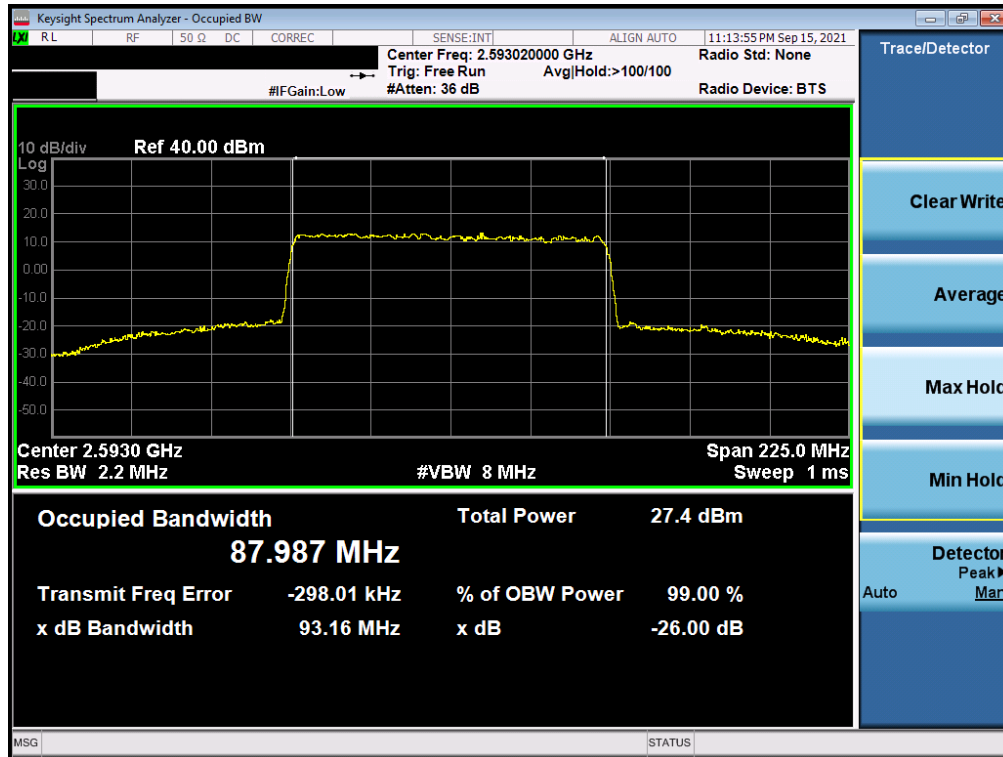 Keysight Spectrum Analyzer - Occupied BW
LXI RL RF 50 Ω DC CORREC SENSE:INT ALIGN AUTO 11:13:55 PM Sep 15, 2021
Center Freq: 2.593020000 GHz Radio Std: None
Trig: Free Run Avg|Hold:>100/100
#IFGain:Low #Atten: 36 dB Radio Device: BTS
Trace/Detector
10 dB/div Ref 40.00 dBm
Log
30.0
20.0
10.0
0.00
-10.0
-20.0
-30.0
-40.0
-50.0
Center 2.5930 GHz Span 225.0 MHz
Res BW 2.2 MHz #VBW 8 MHz Sweep 1 ms
Occupied Bandwidth Total Power 27.4 dBm
87.987 MHz
Transmit Freq Error -298.01 kHz % of OBW Power 99.00 %
x dB Bandwidth 93.16 MHz x dB -26.00 dB
Clear Write
Average
Max Hold
Min Hold
Detector
Peak▶
Auto Man
MSG STATUS